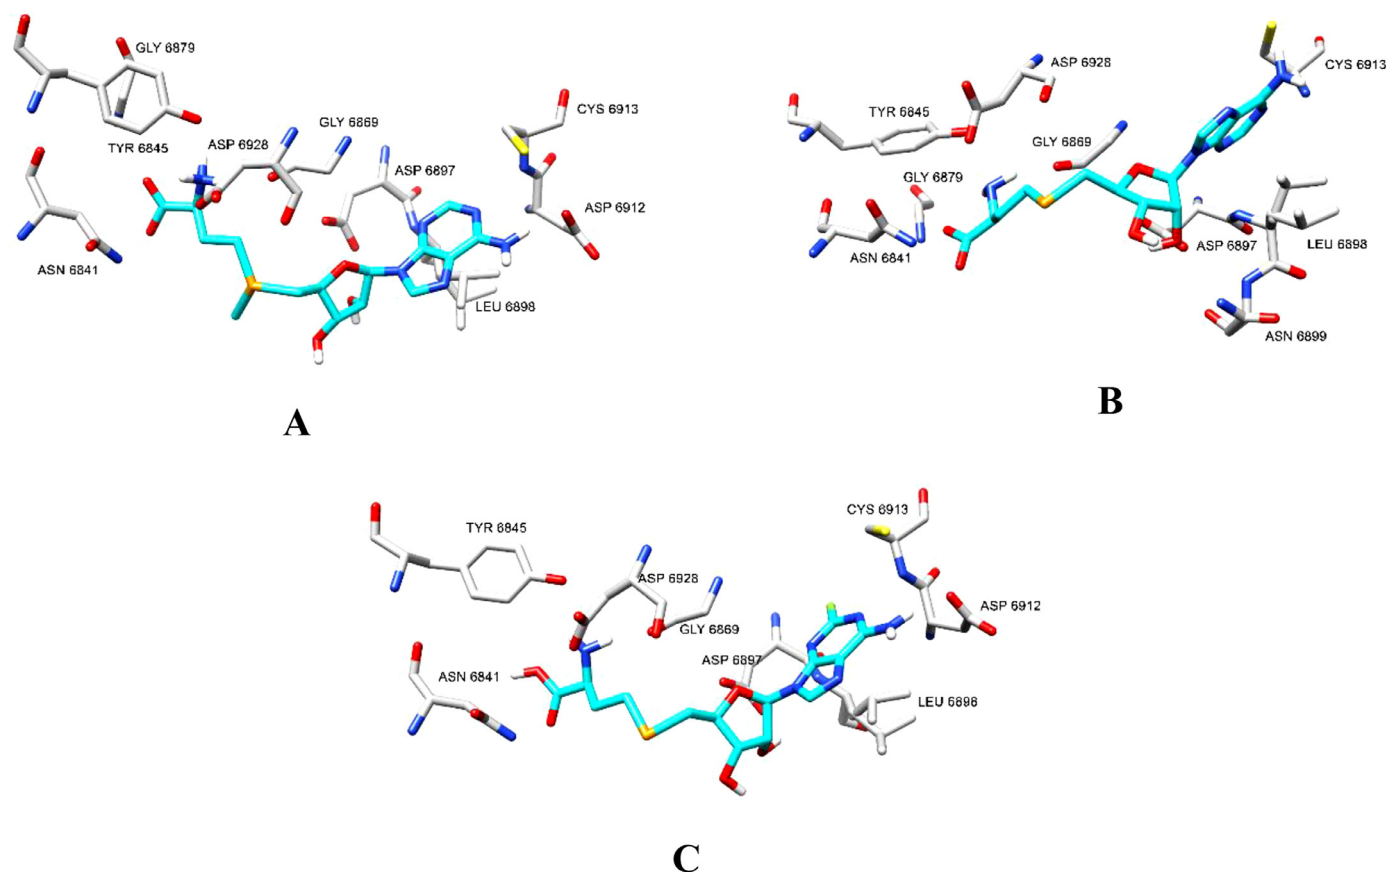 GLY 6879
TYR 6845
ASP 6928
GLY 6869
ASP 6897
CYS 6913
ASP 6912
ASN 6841
LEU 6898
A
ASP 6928
CYS 6913
TYR 6845
GLY 6869
GLY 6879
ASN 6841
ASP 6897
LEU 6898
ASN 6899
B
CYS 6913
TYR 6845
ASP 6928
ASP 6912
GLY 6869
ASP 6897
ASN 6841
LEU 6898
C